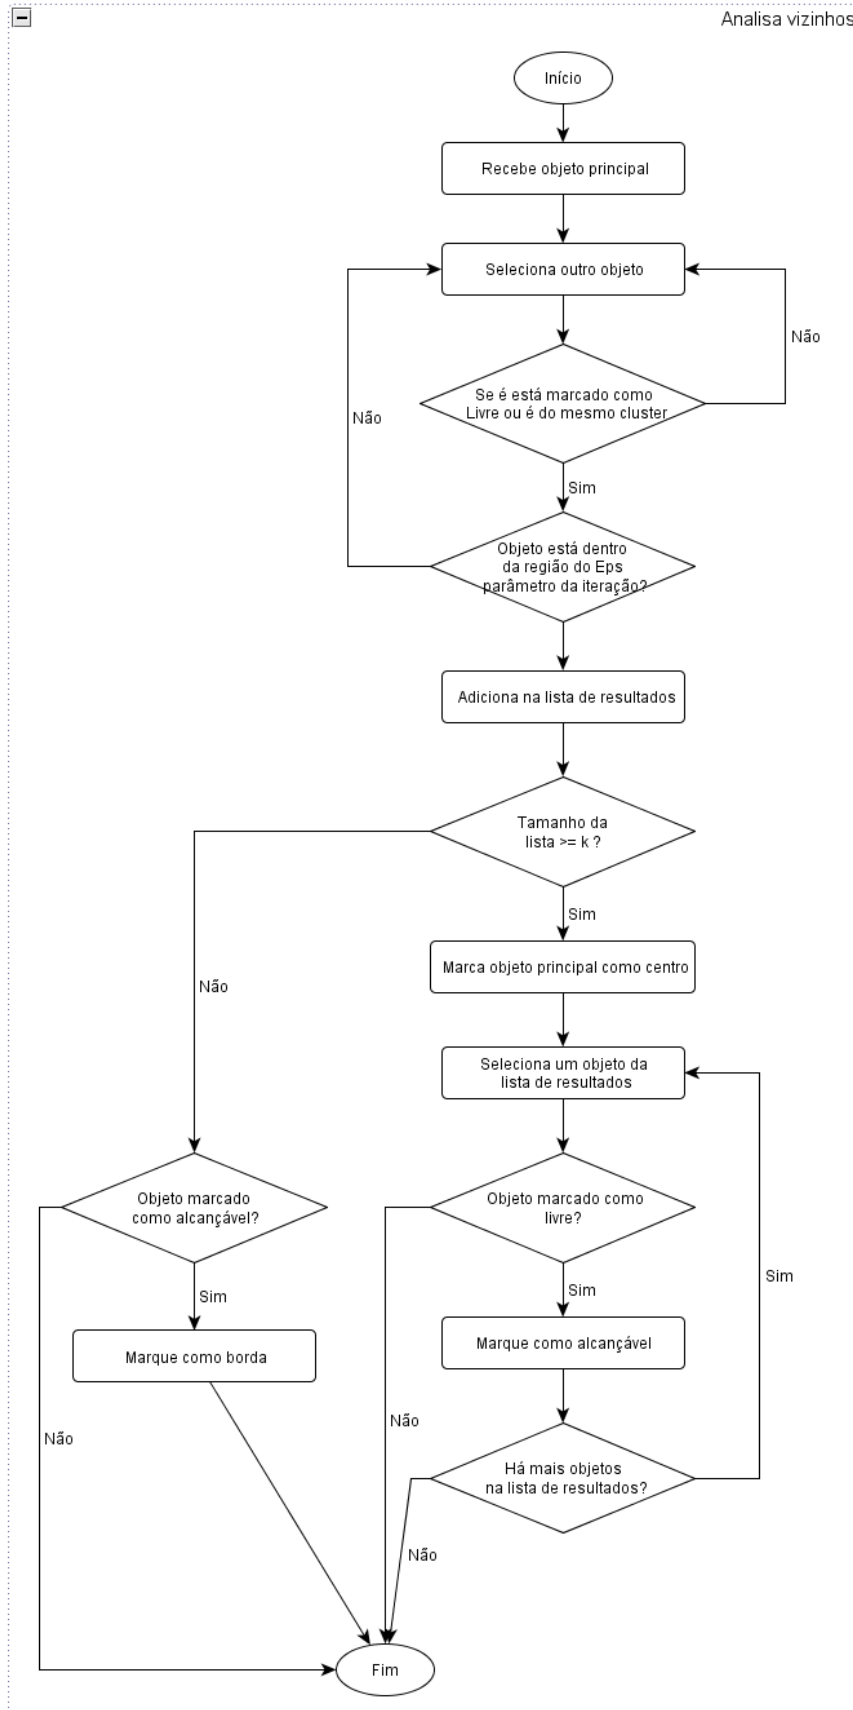 Analisa vizinhos
Início
Recebe objeto principal
Seleciona outro objeto
Não
Se é está marcado como
Livre ou é do mesmo cluster
Não
Sim
Objeto está dentro
da região do Eps
parâmetro da iteração?
Adiciona na lista de resultados
Tamanho da
lista >= k ?
Sim
Marca objeto principal como centro
Não
Seleciona um objeto da
lista de resultados
Objeto marcado
como alcançável?
Objeto marcado como
livre?
Sim
Sim
Sim
Marque como borda
Marque como alcançável
Não
Não
Há mais objetos
na lista de resultados?
Não
Fim